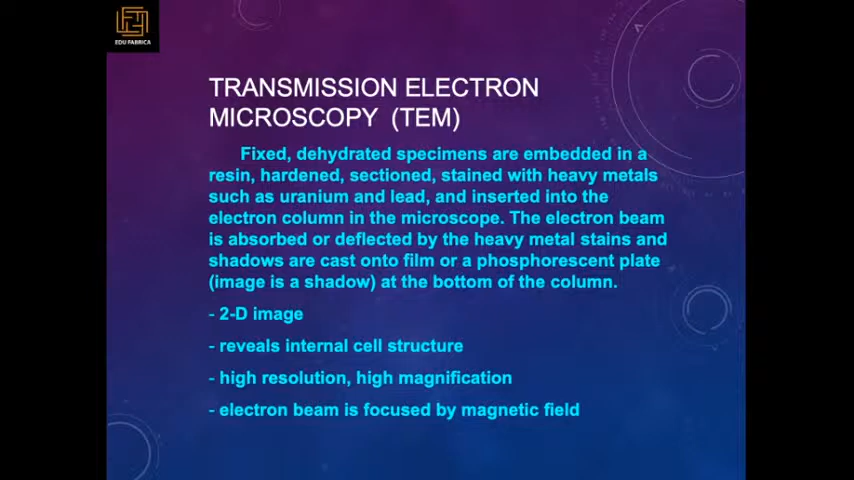 EDU FABRICA
TRANSMISSION ELECTRON
MICROSCOPY (TEM)
Fixed, dehydrated specimens are embedded in a
resin, hardened, sectioned, stained with heavy metals
such as uranium and lead, and inserted into the
electron column in the microscope. The electron beam
is absorbed or deflected by the heavy metal stains and
shadows are cast onto film or a phosphorescent plate
(image is a shadow) at the bottom of the column.
- 2-D image
- reveals internal cell structure
- high resolution, high magnification
- electron beam is focused by magnetic field